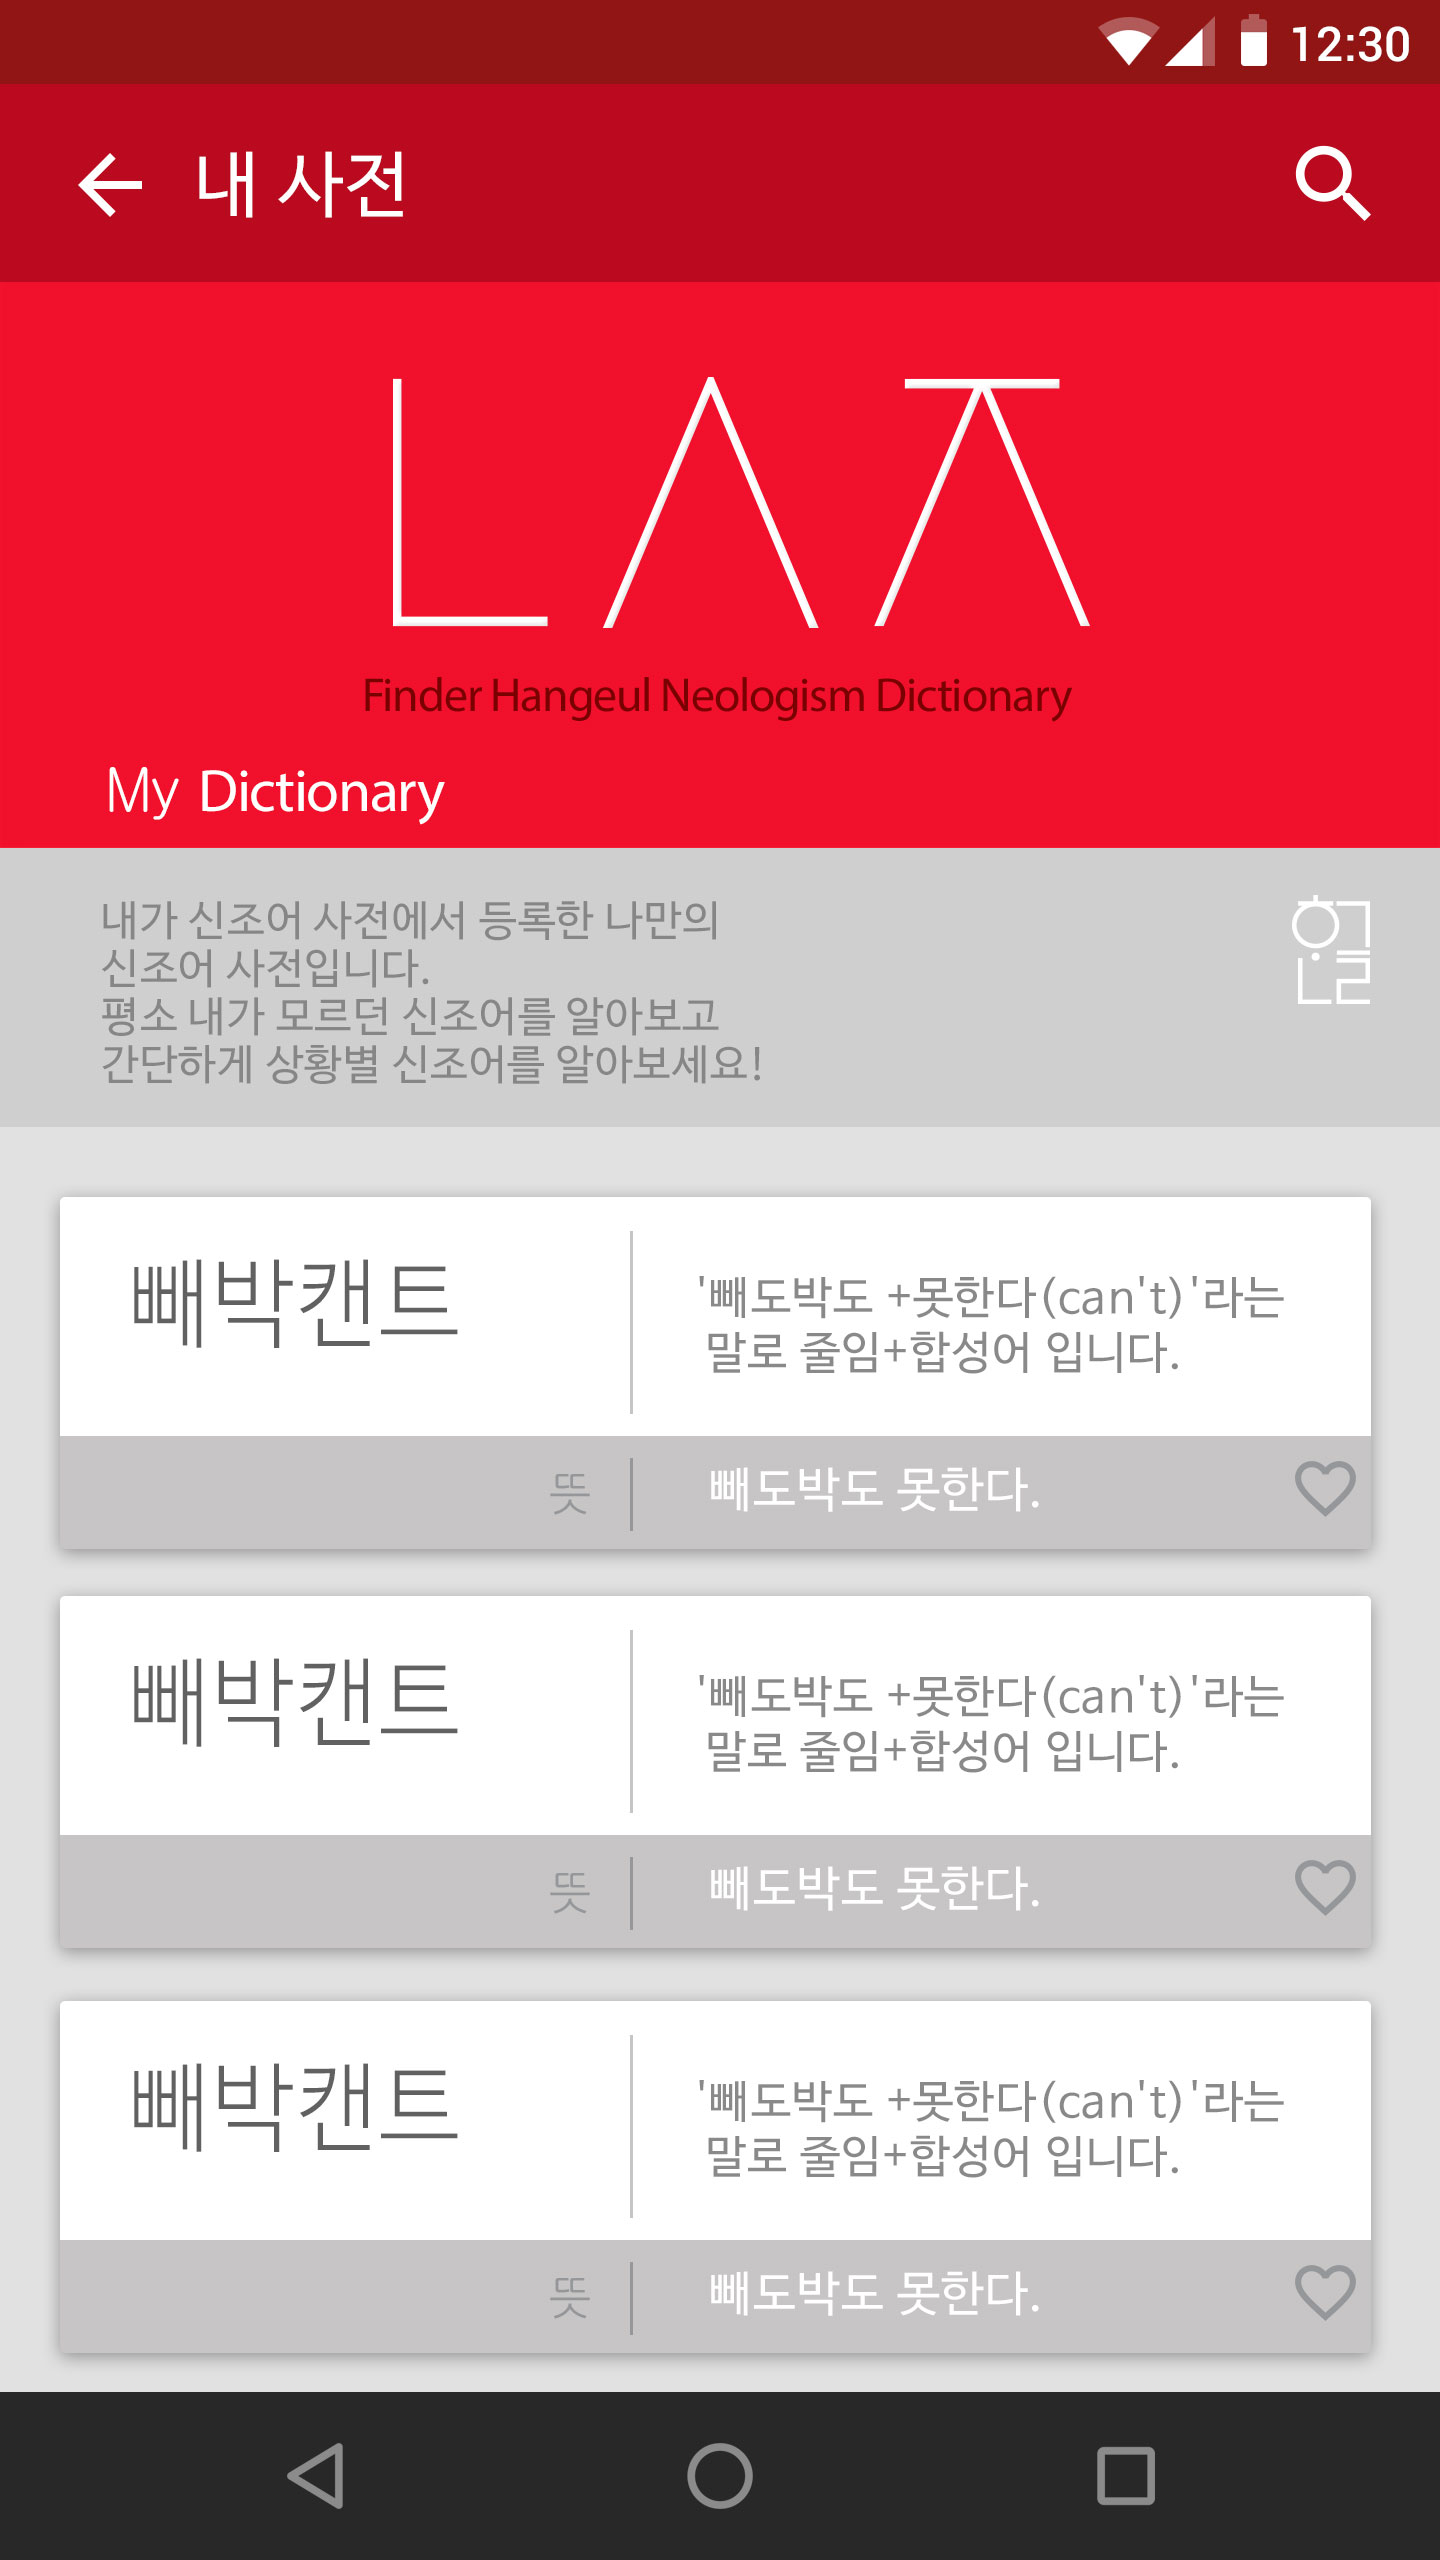 12:30
내 사전
ㄴㅅㅈ
Finder Hangeul Neologism Dictionary
My Dictionary
내가 신조어 사전에서 등록한 나만의
신조어 사전입니다.
평소 내가 모르던 신조어를 알아보고
간단하게 상황별 신조어를 알아보세요!
한글
빼박캔트
'빼도박도 +못한다(can't)'라는
말로 줄임+합성어 입니다.
뜻
빼도박도 못한다.
빼박캔트
'빼도박도 +못한다(can't)'라는
말로 줄임+합성어 입니다.
뜻
빼도박도 못한다.
빼박캔트
'빼도박도 +못한다(can't)'라는
말로 줄임+합성어 입니다.
뜻
빼도박도 못한다.